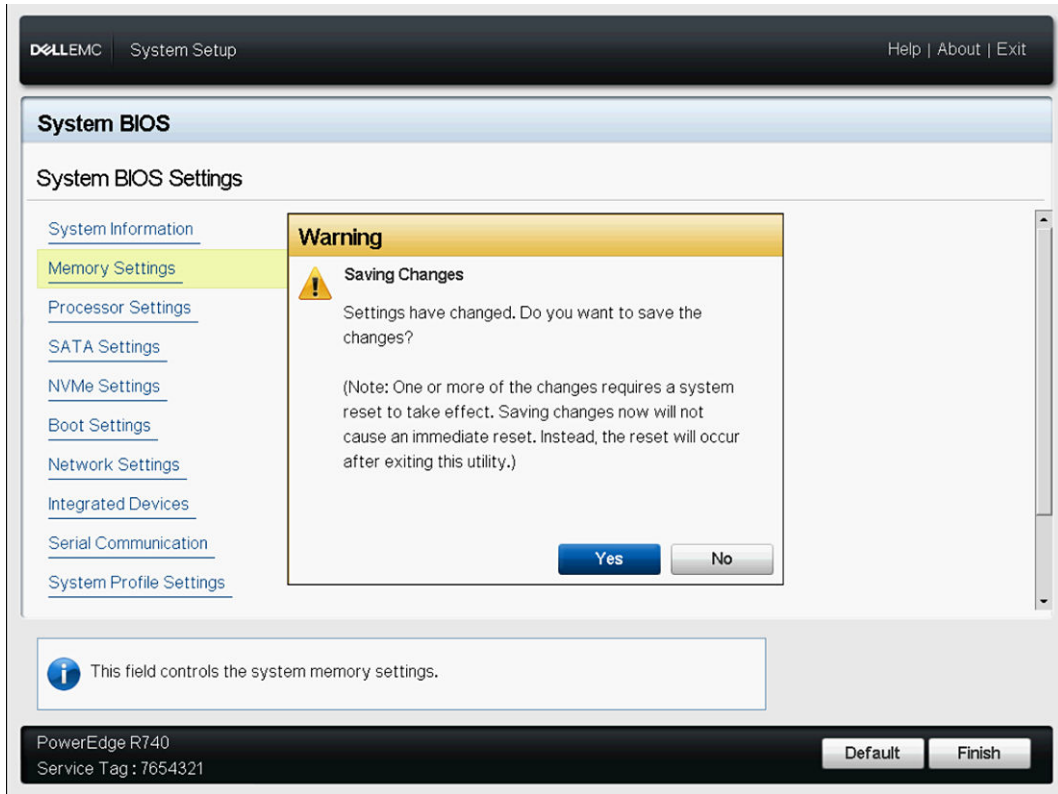 DELLEMC System Setup Help | About | Exit
System BIOS
System BIOS Settings
System Information
Memory Settings
Processor Settings
SATA Settings
NVMe Settings
Boot Settings
Network Settings
Integrated Devices
Serial Communication
System Profile Settings
Warning
Saving Changes
Settings have changed. Do you want to save the
changes?
(Note: One or more of the changes requires a system
reset to take effect. Saving changes now will not
cause an immediate reset. Instead, the reset will occur
after exiting this utility.)
Yes No
This field controls the system memory settings.
PowerEdge R740
Service Tag : 7654321
Default Finish